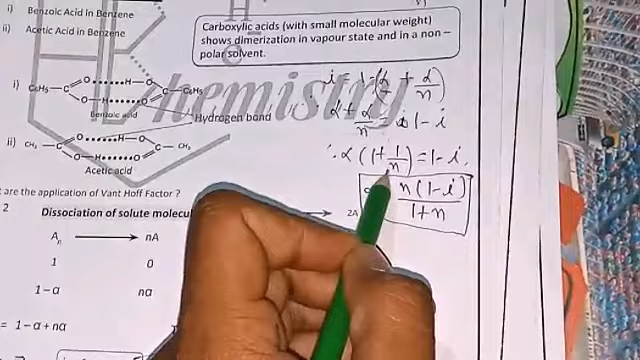 i) Benzoic Acid in Benzene
ii) Acetic Acid in Benzene
Carboxylic acids (with small molecular weight)
shows dimerization in vapour state and in a non –
polar solvent.
i) C₆H₅ — C O H — O C — C₆H₅
O — H O
Benzoic acid
Hydrogen bond
Chemistry
ii) CH₃ — C O H — O C — CH₃
O — H O
Acetic acid
i = 1 - (α + α/n)
α + α/n = 1 - i
∴ α (1 + 1/n) = 1 - i
n(1 - i)/1 + n
are the application of Vant Hoff Factor ?
2 Dissociation of solute molecul
2A
Aₙ ⟶ nA
1 0
1-α nα
= 1 - α + nα